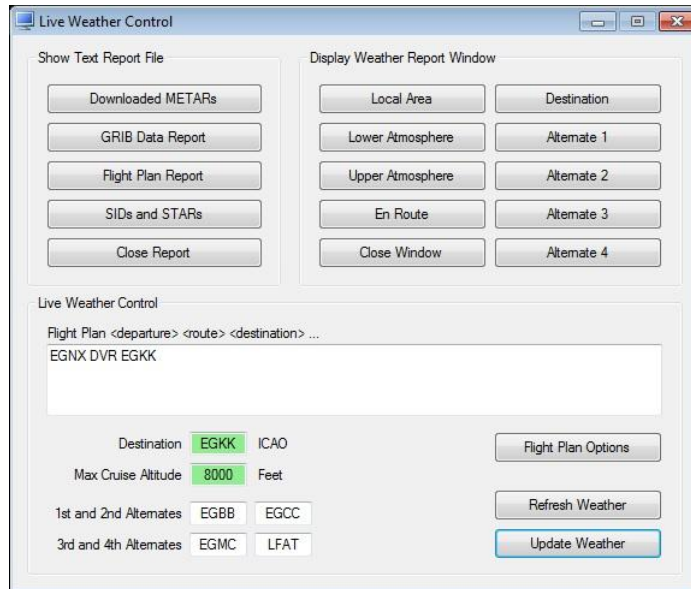 Live Weather Control
Show Text Report File
Downloaded METARs
GRIB Data Report
Flight Plan Report
SIDs and STARs
Close Report
Display Weather Report Window
Local Area
Destination
Lower Atmosphere
Alternate 1
Upper Atmosphere
Alternate 2
En Route
Alternate 3
Close Window
Alternate 4
Live Weather Control
Flight Plan <departure> <route> <destination> ...
EGNX DVR EGKK
Destination EGKK ICAO
Max Cruise Altitude 8000 Feet
1st and 2nd Alternates EGBB EGCC
3rd and 4th Alternates EGMC LFAT
Flight Plan Options
Refresh Weather
Update Weather